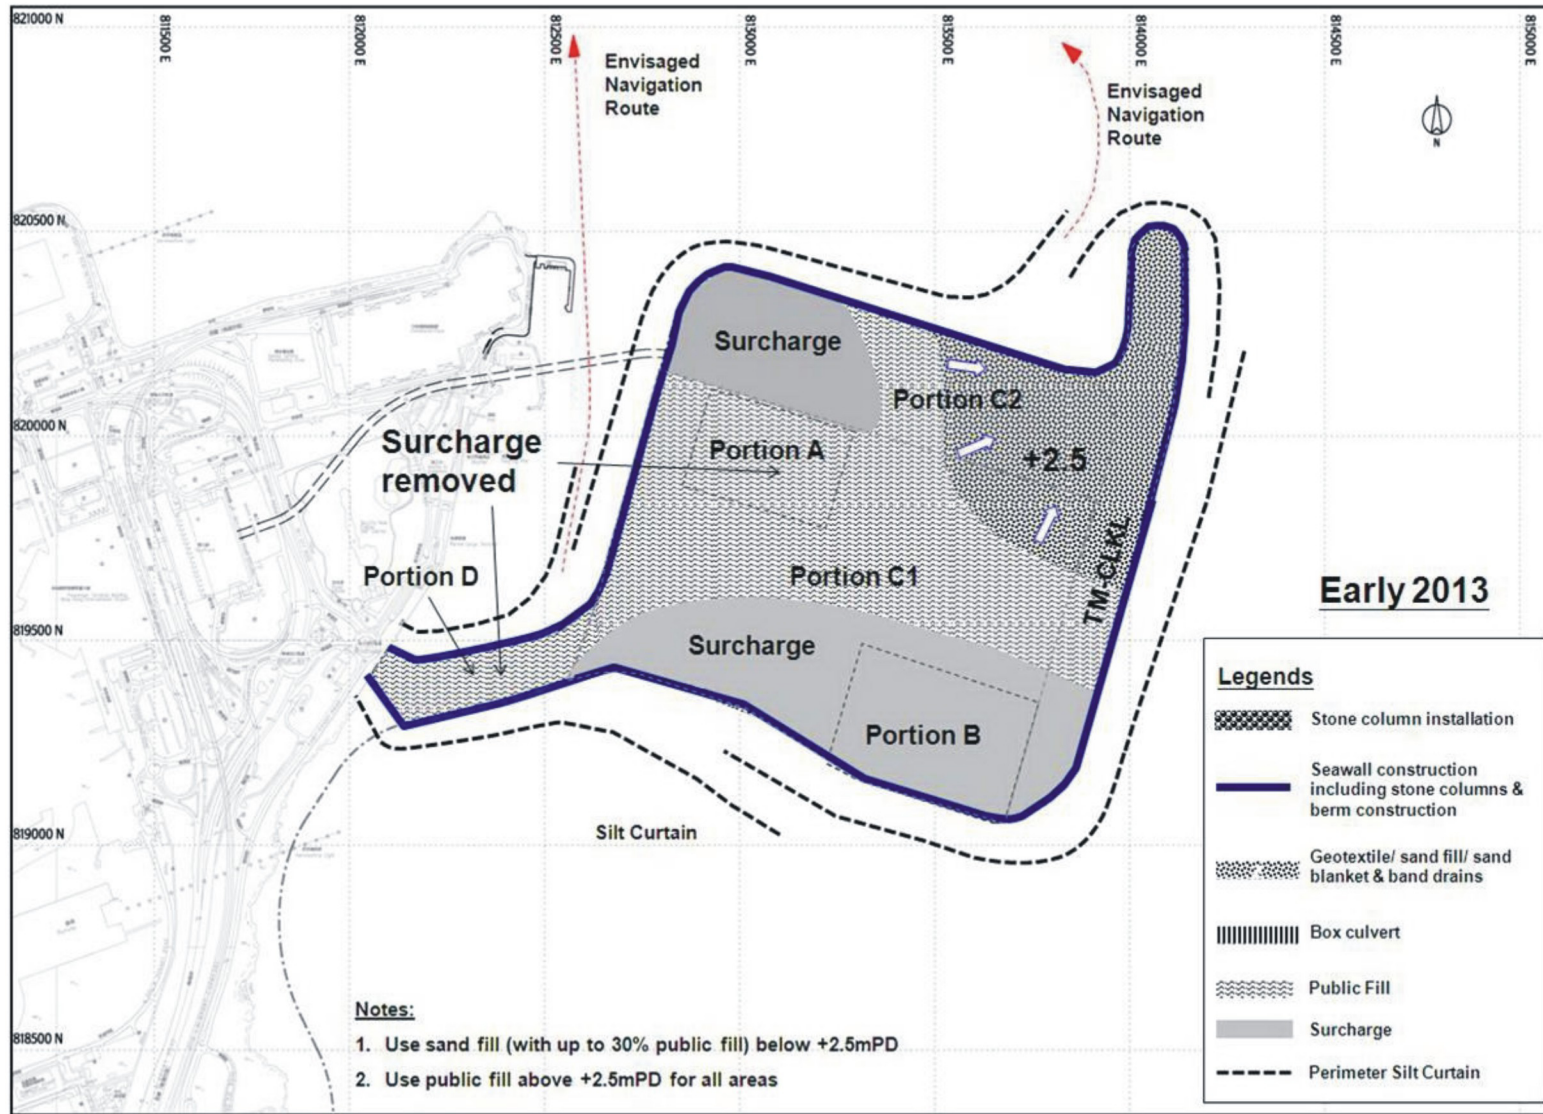 821000 N
811500 E
812000 E
812500 E
813000 E
813500 E
814000 E
814500 E
815000 E
Envisaged
Navigation
Route
Envisaged
Navigation
Route
N
820500 N
Surcharge
Portion C2
820000 N
Surcharge
removed
Portion A
+2.5
TM-CLKL
Portion D
Portion C1
Early 2013
819500 N
Surcharge
Portion B
819000 N
Silt Curtain
818500 N
Legends
Stone column installation
Seawall construction
including stone columns &
berm construction
Geotextile/ sand fill/ sand
blanket & band drains
Box culvert
Public Fill
Surcharge
Perimeter Silt Curtain
Notes:
1. Use sand fill (with up to 30% public fill) below +2.5mPD
2. Use public fill above +2.5mPD for all areas